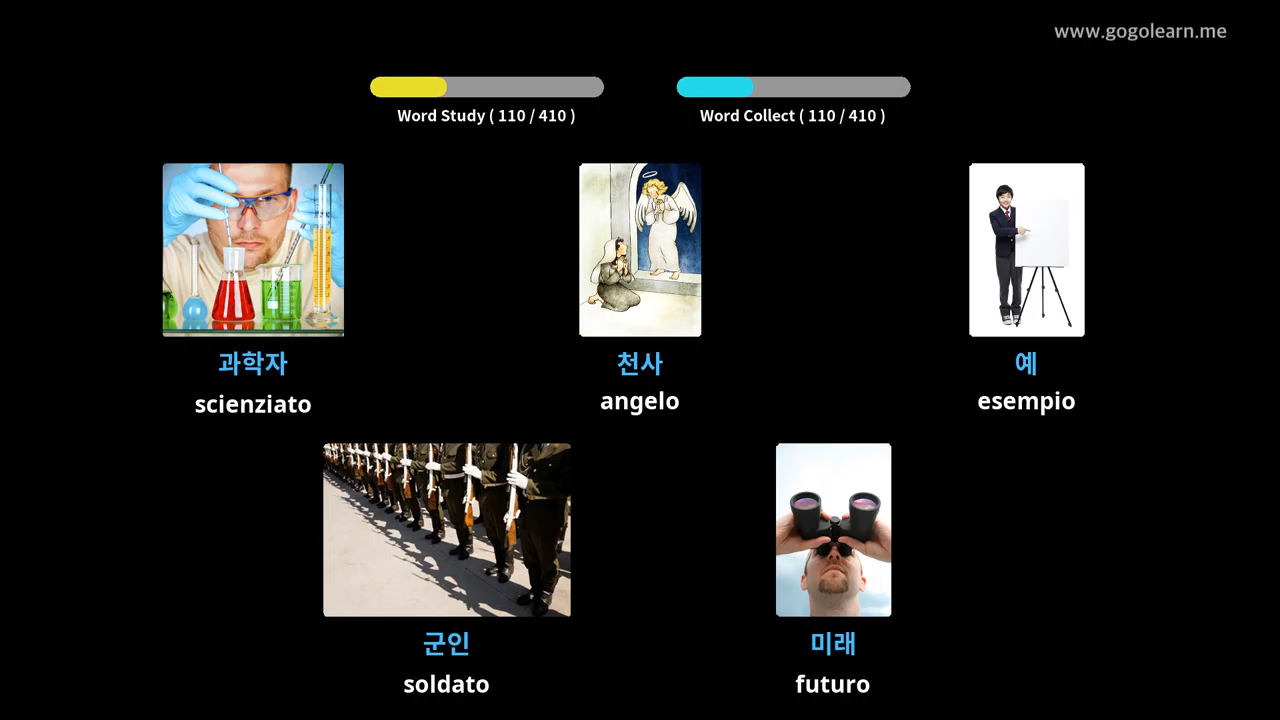 www.gogolearn.me
Word Study ( 110 / 410 )
Word Collect ( 110 / 410 )
과학자
scienziato
천사
angelo
예
esempio
군인
soldato
미래
futuro